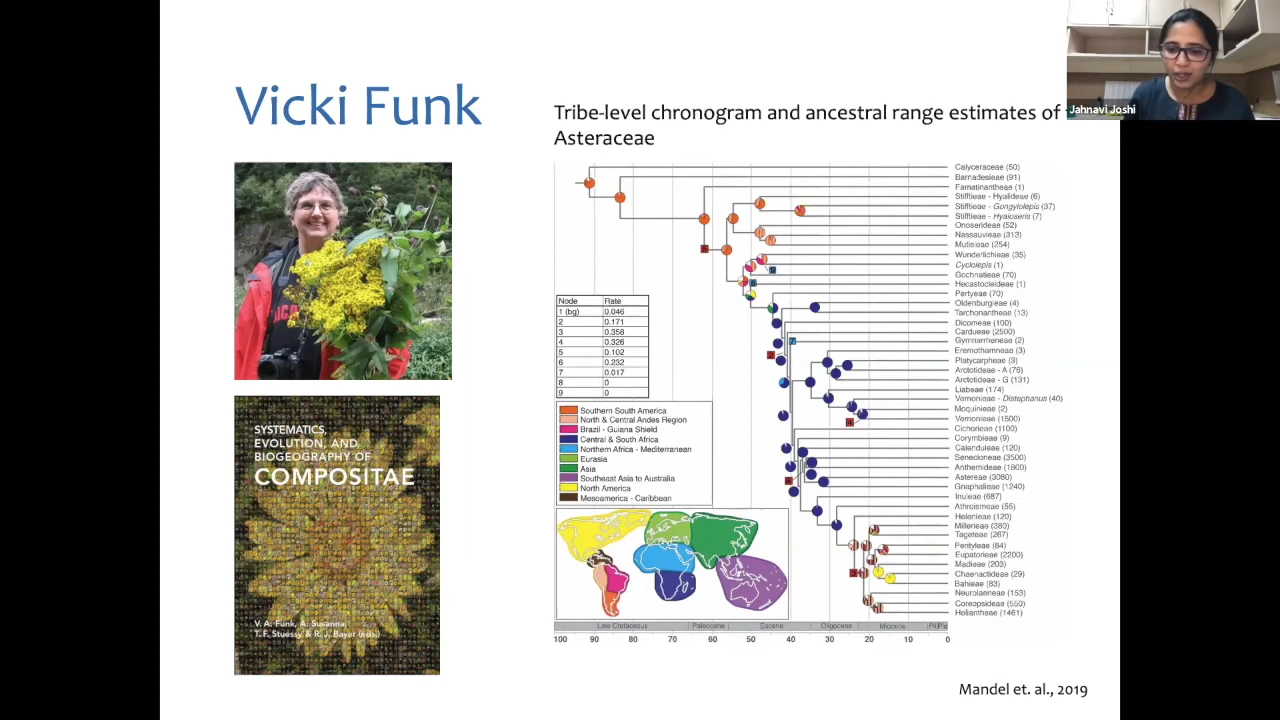 Vicki Funk
Tribe-level chronogram and ancestral range estimates of
Asteraceae
Jahnavi Joshi
SYSTEMATICS,
EVOLUTION, AND
BIOGEOGRAPHY OF
COMPOSITAE
V. A. Funk, A. Susanna,
T. F. Stuessy & R. J. Bayer (eds.)
Calyceraceae (50)
Barnadesieae (91)
Famatinantheae (1)
Stifftieae - Hyalideae (6)
Stifftieae - Gongylolepis (37)
Stifftieae - Hyaloseris (7)
Onoserideae (52)
Nassauvieae (313)
Mutisieae (254)
Wunderlichieae (35)
Cyclolepis (1)
Gochnatieae (70)
Hecastocleideae (1)
Pertyeae (70)
Oldenburgieae (4)
Tarchonantheae (13)
Dicomeae (100)
Cardueae (2500)
Gymnarrheneae (2)
Eremothamneae (3)
Platycarpheae (3)
Arctotideae - A (76)
Arctotideae - G (131)
Liabeae (174)
Vernonieae - Distephanus (40)
Moquinieae (2)
Vernonieae (1500)
Cichorieae (1100)
Corymbieae (9)
Calenduleae (120)
Senecioneae (3500)
Anthemideae (1800)
Astereae (3080)
Gnaphalieae (1240)
Inuleae (687)
Athroismeae (55)
Helenieae (120)
Millerieae (380)
Tageteae (267)
Perityleae (84)
Eupatorieae (2200)
Madieae (203)
Chaenactideae (29)
Bahieae (83)
Neurolaeneae (153)
Coreopsideae (550)
Heliantheae (1461)
Node Rate
1 (bg) 0.046
2 0.171
3 0.358
4 0.326
5 0.102
6 0.232
7 0.017
8 0
9 0
Southern South America
North & Central Andes Region
Brazil - Guiana Shield
Central & South Africa
Northern Africa - Mediterranean
Eurasia
Asia
Southeast Asia to Australia
North America
Mesoamerica - Caribbean
Late Cretaceous Paleocene Eocene Oligocene Miocene
100 90 80 70 60 50 40 30 20 10 0
Mandel et. al., 2019